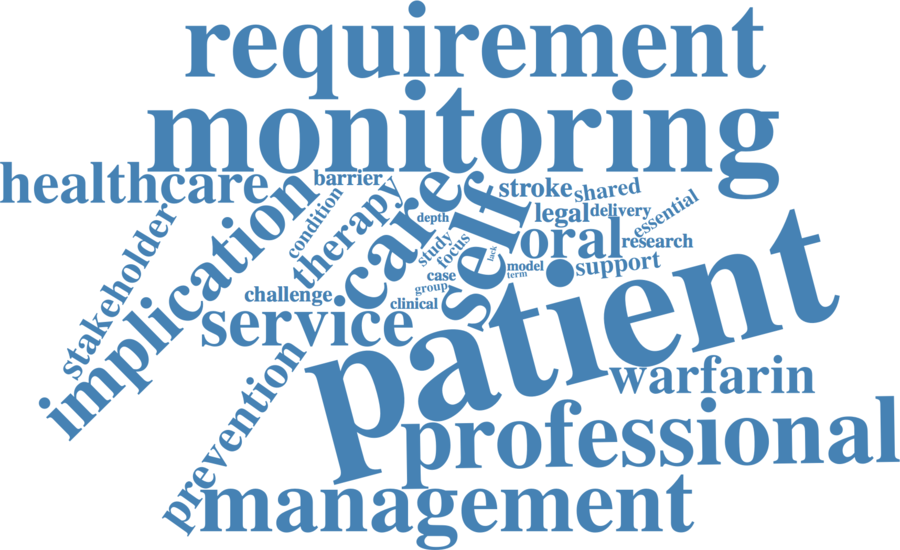 requirement
monitoring
healthcare
barrier
stroke
shared
implication
condition
therapy
care
depth
self
legal
delivery
essential
stakeholder
study
focus
lack
oral
research
case
model
term
support
challenge
group
clinical
service
patient
prevention
warfarin
professional
management